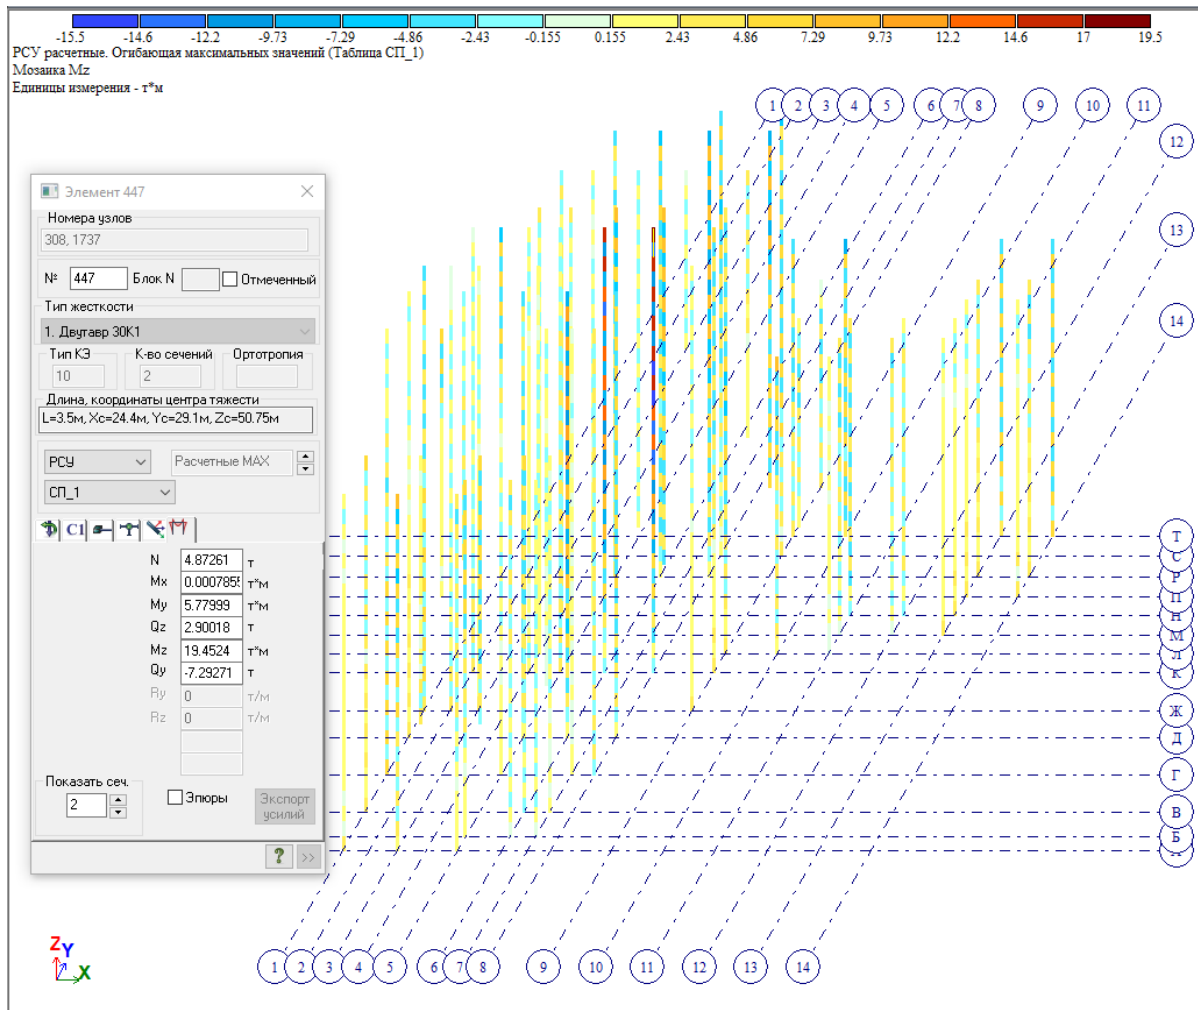 -15.5 -14.6 -12.2 -9.73 -7.29 -4.86 -2.43 -0.155 0.155 2.43 4.86 7.29 9.73 12.2 14.6 17 19.5
РСУ расчетные. Огибающая максимальных значений (Таблица СП_1)
Мозаика Mz
Единицы измерения - т*м
1 2 3 4 5 6 7 8 9 10 11
12
13
14
Элемент 447
Номера узлов
308, 1737
№ 447 Блок N Отмеченный
Тип жесткости
1. Двутавр 30К1
Тип КЭ К-во сечений Ортотропия
10 2
Длина, координаты центра тяжести
L=3.5м, Xc=24.4м, Yc=29.1м, Zc=50.75м
РСУ Расчетные MAX
СП_1
C1
N 4.87261 т
Mx 0.000785 т*м
My 5.77999 т*м
Qz 2.90018 т
Mz 19.4524 т*м
Qy -7.29271 т
Ry 0 т/м
Rz 0 т/м
Показать сеч.
2 Эпюры Экспорт усилий
? >>
Т
С
Р
П
Н
М
Л
К
Ж
Д
Г
В
Б
Z Y X
1 2 3 4 5 6 7 8 9 10 11 12 13 14